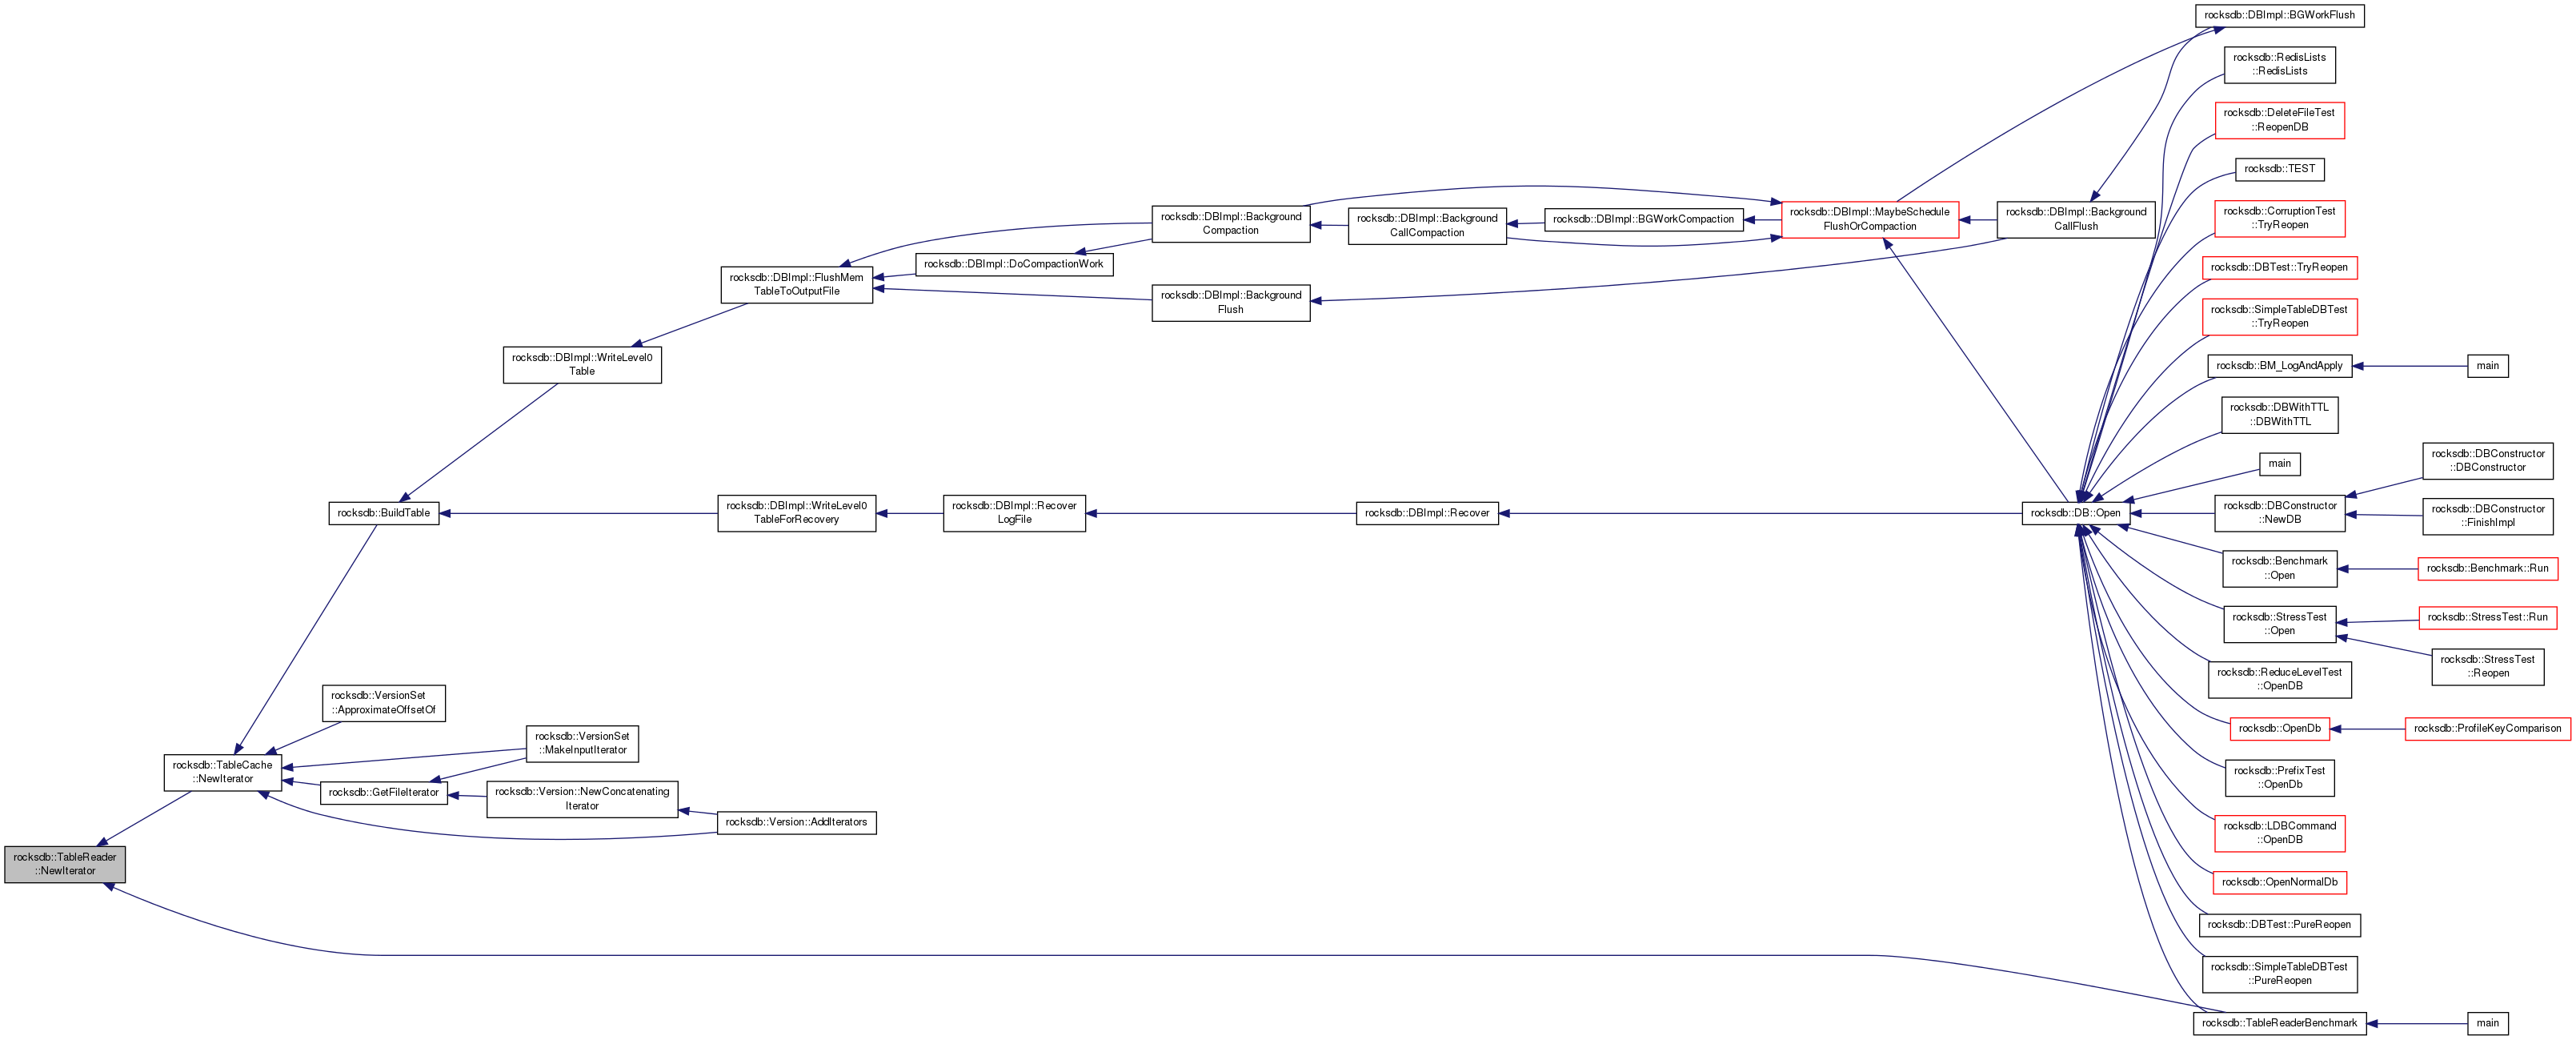 rocksdb::DBImpl::BGWorkFlush
rocksdb::RedisLists
::RedisLists
rocksdb::DeleteFileTest
::ReopenDB
rocksdb::TEST
rocksdb::DBImpl::Background
Compaction
rocksdb::DBImpl::Background
CallCompaction
rocksdb::DBImpl::BGWorkCompaction
rocksdb::DBImpl::MaybeSchedule
FlushOrCompaction
rocksdb::DBImpl::Background
CallFlush
rocksdb::CorruptionTest
::TryReopen
rocksdb::DBImpl::FlushMem
TableToOutputFile
rocksdb::DBImpl::DoCompactionWork
rocksdb::DBTest::TryReopen
rocksdb::DBImpl::Background
Flush
rocksdb::SimpleTableDBTest
::TryReopen
rocksdb::DBImpl::WriteLevel0
Table
rocksdb::BM_LogAndApply
main
rocksdb::DBWithTTL
::DBWithTTL
main
rocksdb::DBConstructor
::DBConstructor
rocksdb::BuildTable
rocksdb::DBImpl::WriteLevel0
TableForRecovery
rocksdb::DBImpl::Recover
LogFile
rocksdb::DBImpl::Recover
rocksdb::DB::Open
rocksdb::DBConstructor
::NewDB
rocksdb::DBConstructor
::FinishImpl
rocksdb::Benchmark
::Open
rocksdb::Benchmark::Run
rocksdb::StressTest
::Open
rocksdb::StressTest::Run
rocksdb::StressTest
::Reopen
rocksdb::ReduceLevelTest
::OpenDB
rocksdb::VersionSet
::ApproximateOffsetOf
rocksdb::OpenDb
rocksdb::ProfileKeyComparison
rocksdb::VersionSet
::MakeInputIterator
rocksdb::TableCache
::NewIterator
rocksdb::GetFileIterator
rocksdb::Version::NewConcatenating
Iterator
rocksdb::PrefixTest
::OpenDb
rocksdb::Version::AddIterators
rocksdb::LDBCommand
::OpenDB
rocksdb::TableReader
::NewIterator
rocksdb::OpenNormalDb
rocksdb::DBTest::PureReopen
rocksdb::SimpleTableDBTest
::PureReopen
rocksdb::TableReaderBenchmark
main